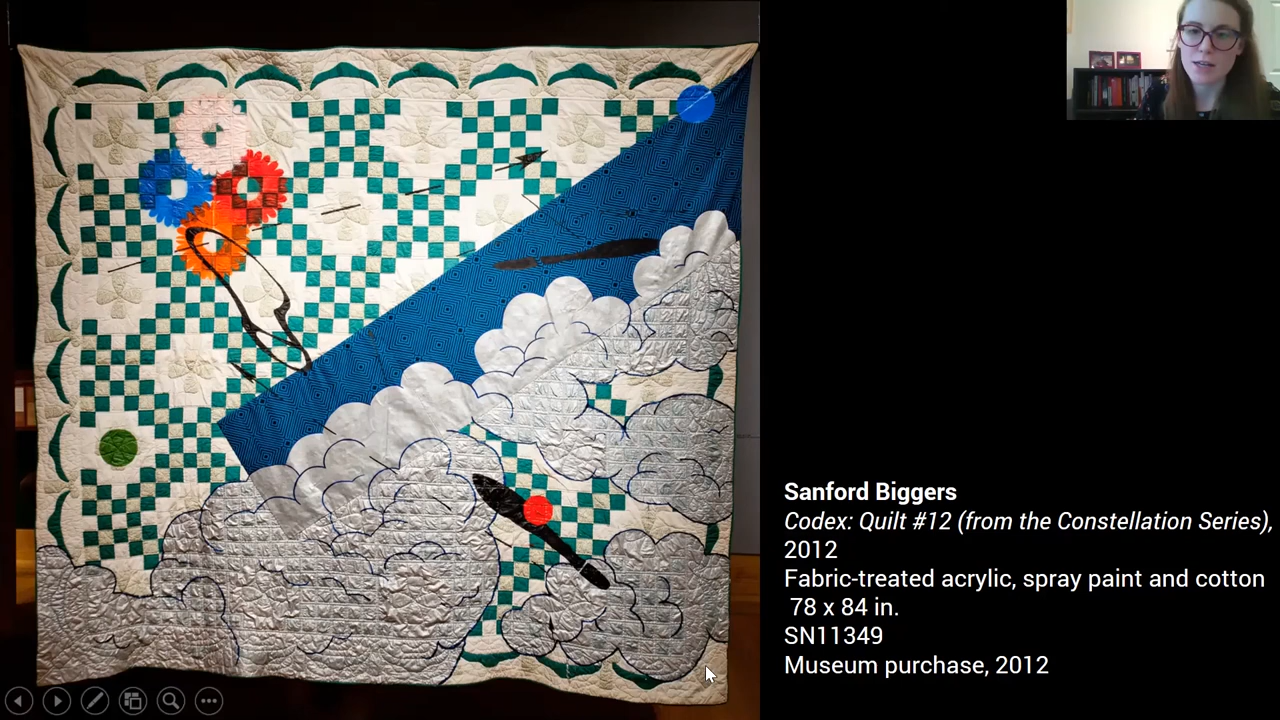 Sanford Biggers
Codex: Quilt #12 (from the Constellation Series),
2012
Fabric-treated acrylic, spray paint and cotton
78 x 84 in.
SN11349
Museum purchase, 2012